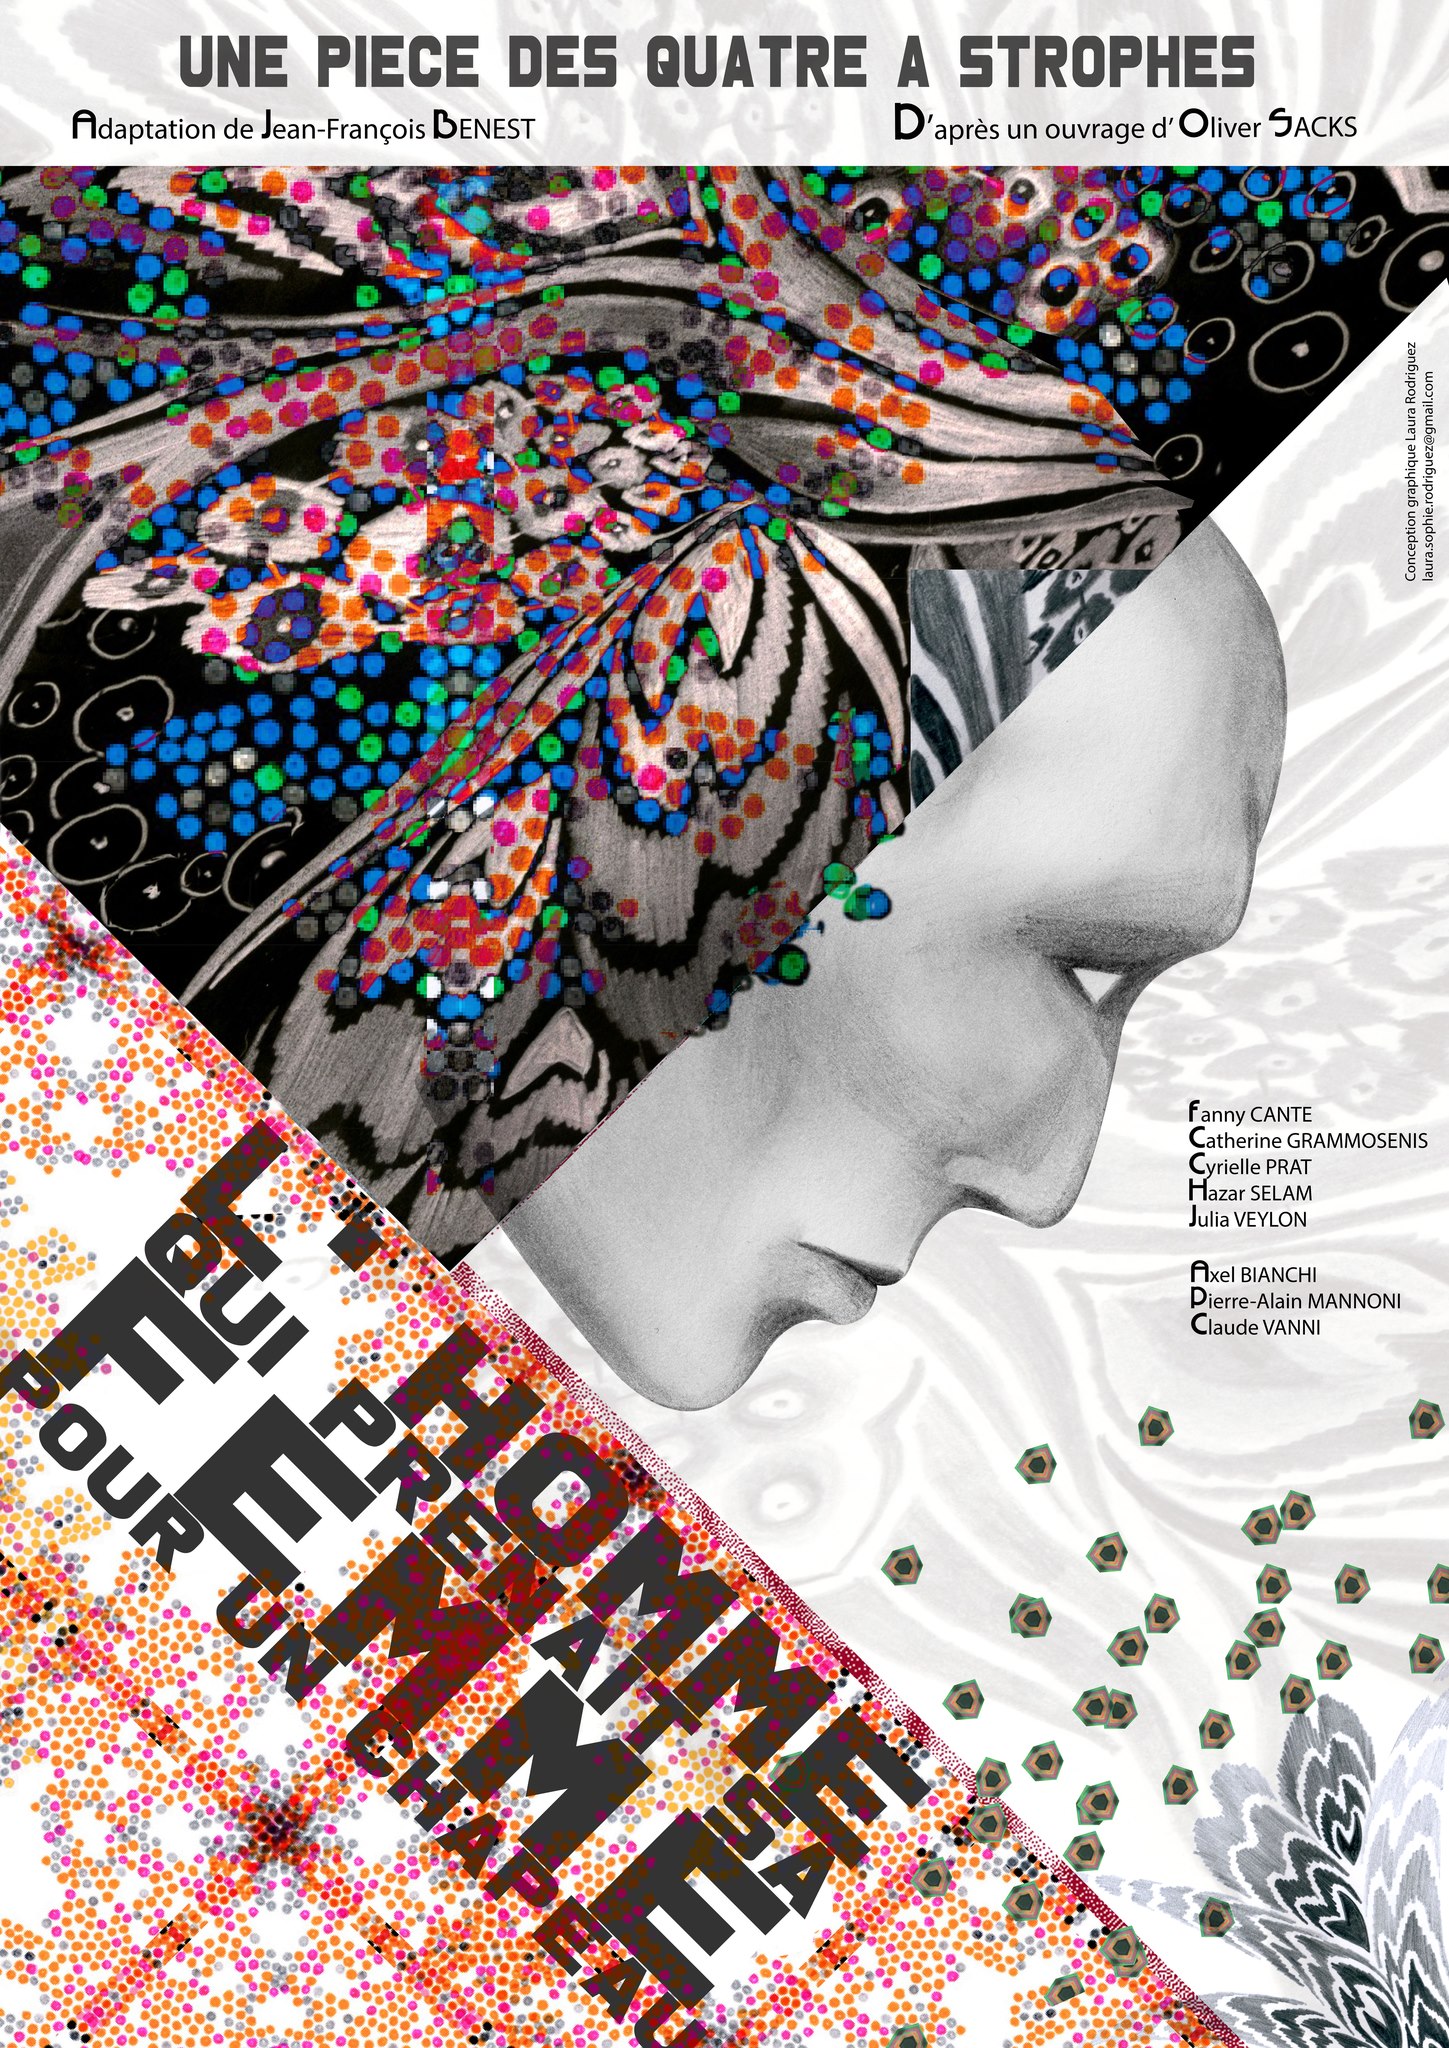 UNE PIECE DES QUATRE A STROPHES
Adaptation de Jean-François BENEST
D'après un ouvrage d'Oliver SACKS
Conception graphique Laura Rodriguez
laura.sophie.rodriguez@gmail.com
Fanny CANTE
Catherine GRAMMOSENIS
Cyrielle PRAT
Hazar SELAM
Julia VEYLON
Axel BIANCHI
Pierre-Alain MANNONI
Claude VANNI
L'HOMME
QUI PRENAIT SA
FEMME
POUR UN CHAPEAU